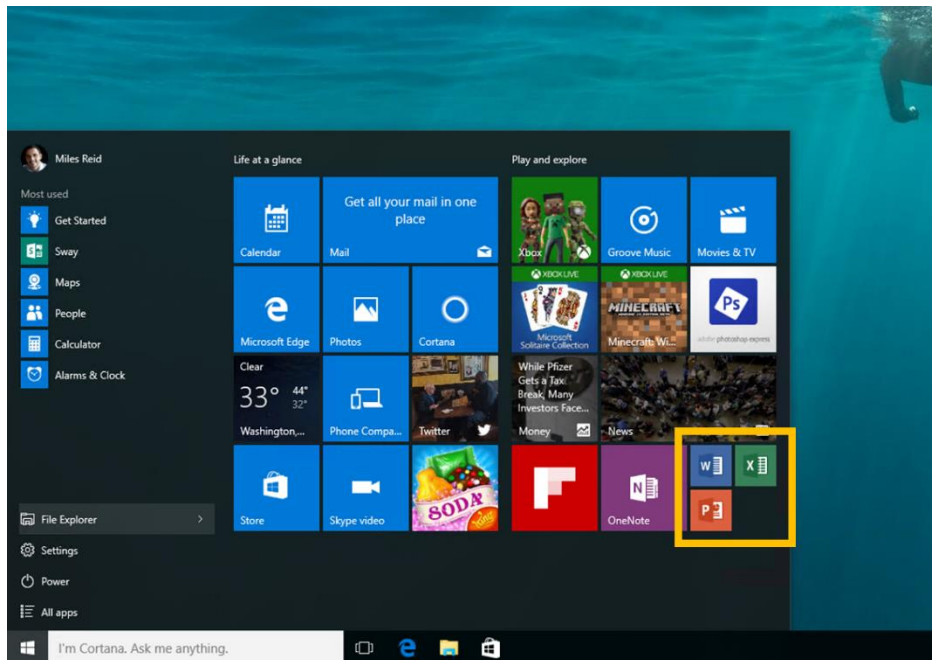 Miles Reid
Most used
Get Started
Sway
Maps
People
Calculator
Alarms & Clock
File Explorer
Settings
Power
All apps
Life at a glance
Calendar
Get all your mail in one
place
Mail
Microsoft Edge
Photos
Cortana
Clear
33° 44°
32°
Washington,...
Phone Compa...
Twitter
Store
Skype video
SODA
Play and explore
Xbox
Groove Music
Movies & TV
XBOX LIVE
Microsoft
Solitaire Collection
XBOX LIVE
MINECRAFT
Minecraft: Wi...
Ps
adobe photoshop express
While Pfizer
Gets a Tax
Break, Many
Investors Face...
Money
News
N
OneNote
W
X
P
I'm Cortana. Ask me anything.